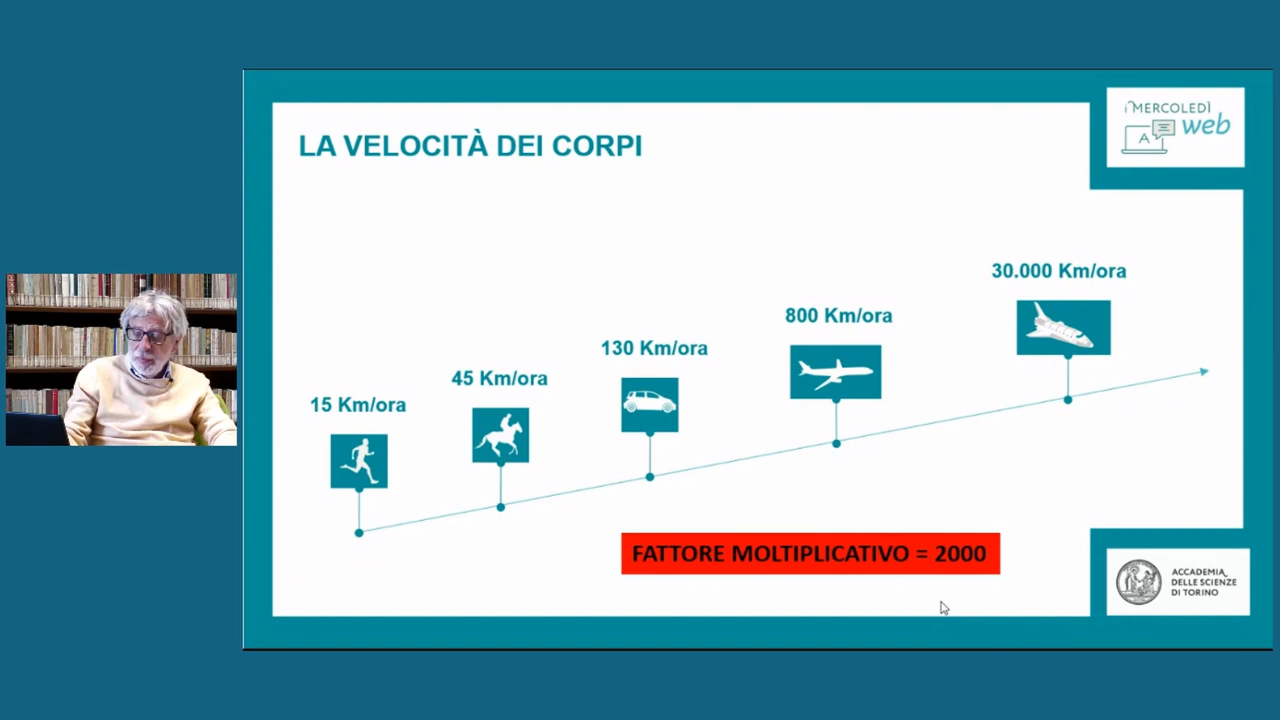 LA VELOCITÀ DEI CORPI
iMERCOLEDÌ
A
web
30.000 Km/ora
800 Km/ora
130 Km/ora
45 Km/ora
15 Km/ora
FATTORE MOLTIPLICATIVO = 2000
ACCADEMIA
DELLE SCIENZE
DI TORINO